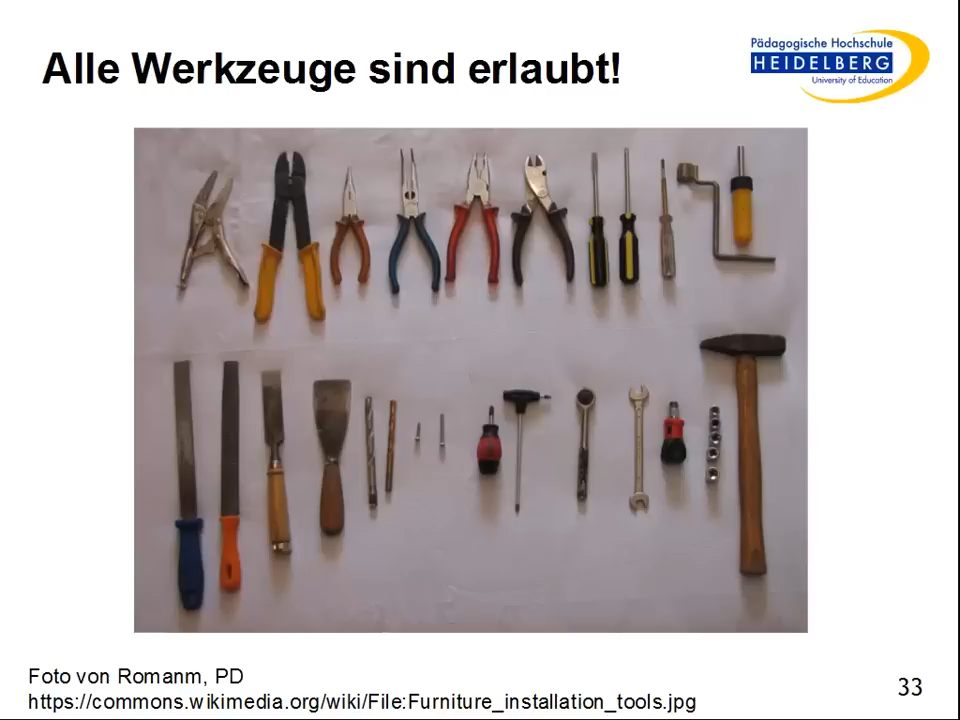 Alle Werkzeuge sind erlaubt!
Pädagogische Hochschule
HEIDELBERG
University of Education
Foto von Romanm, PD
https://commons.wikimedia.org/wiki/File:Furniture_installation_tools.jpg
33